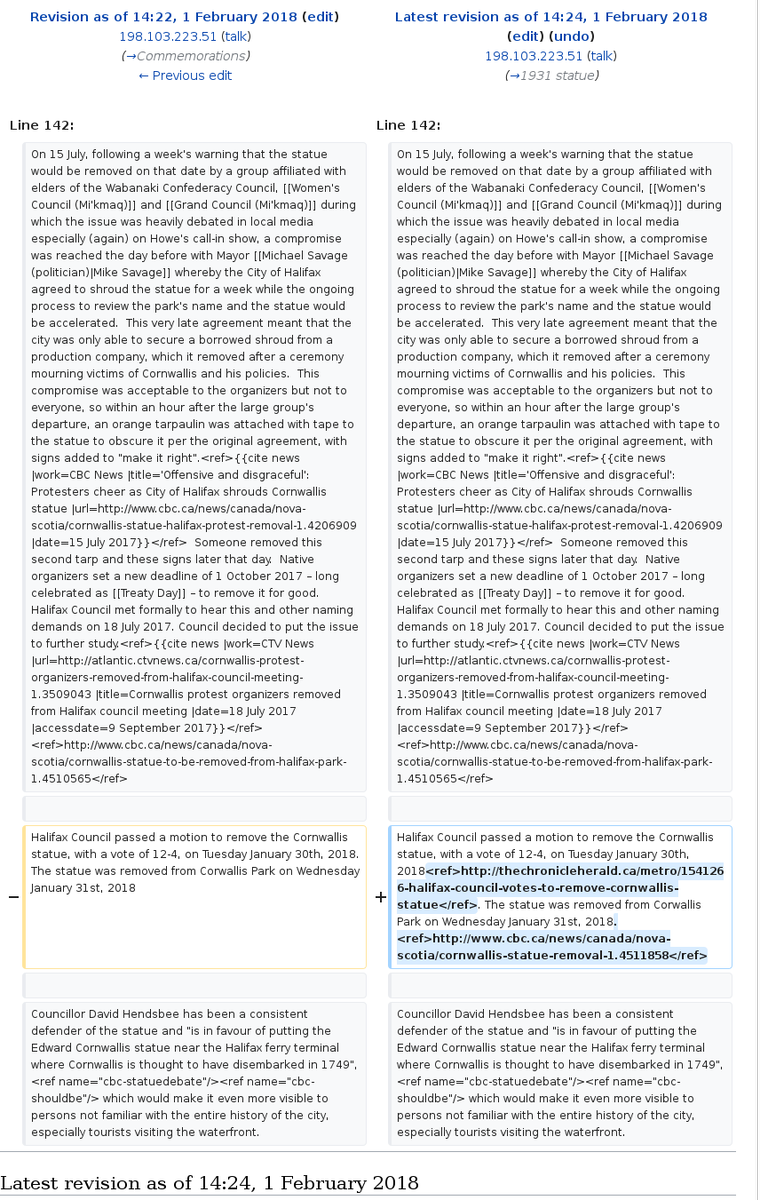 Revision as of 14:22, 1 February 2018 (edit)
198.103.223.51 (talk)
(→Commemorations)
← Previous edit
Latest revision as of 14:24, 1 February 2018
(edit) (undo)
198.103.223.51 (talk)
(→1931 statue)
Line 142:
On 15 July, following a week's warning that the statue
would be removed on that date by a group affiliated with
elders of the Wabanaki Confederacy Council, [[Women's
Council (Mi'kmaq)]] and [[Grand Council (Mi'kmaq)]] during
which the issue was heavily debated in local media
especially (again) on Howe's call-in show, a compromise
was reached the day before with Mayor [[Michael Savage
(politician)|Mike Savage]] whereby the City of Halifax
agreed to shroud the statue for a week while the ongoing
process to review the park's name and the statue would
be accelerated.  This very late agreement meant that the
city was only able to secure a borrowed shroud from a
production company, which it removed after a ceremony
mourning victims of Cornwallis and his policies.  This
compromise was acceptable to the organizers but not to
everyone, so within an hour after the large group's
departure, an orange tarpaulin was attached with tape to
the statue to obscure it per the original agreement, with
signs added to "make it right".<ref>{{cite news
|work=CBC News |title='Offensive and disgraceful':
Protesters cheer as City of Halifax shrouds Cornwallis
statue |url=http://www.cbc.ca/news/canada/nova-
scotia/cornwallis-statue-halifax-protest-removal-1.4206909
|date=15 July 2017}}</ref>  Someone removed this
second tarp and these signs later that day.  Native
organizers set a new deadline of 1 October 2017 – long
celebrated as [[Treaty Day]] – to remove it for good.
Halifax Council met formally to hear this and other naming
demands on 18 July 2017. Council decided to put the issue
to further study.<ref>{{cite news |work=CTV News
|url=http://atlantic.ctvnews.ca/cornwallis-protest-
organizers-removed-from-halifax-council-meeting-
1.3509043 |title=Cornwallis protest organizers removed
from Halifax council meeting |date=18 July 2017
|accessdate=9 September 2017}}</ref>
<ref>http://www.cbc.ca/news/canada/nova-
scotia/cornwallis-statue-to-be-removed-from-halifax-park-
1.4510565</ref>
Line 142:
On 15 July, following a week's warning that the statue
would be removed on that date by a group affiliated with
elders of the Wabanaki Confederacy Council, [[Women's
Council (Mi'kmaq)]] and [[Grand Council (Mi'kmaq)]] during
which the issue was heavily debated in local media
especially (again) on Howe's call-in show, a compromise
was reached the day before with Mayor [[Michael Savage
(politician)|Mike Savage]] whereby the City of Halifax
agreed to shroud the statue for a week while the ongoing
process to review the park's name and the statue would
be accelerated.  This very late agreement meant that the
city was only able to secure a borrowed shroud from a
production company, which it removed after a ceremony
mourning victims of Cornwallis and his policies.  This
compromise was acceptable to the organizers but not to
everyone, so within an hour after the large group's
departure, an orange tarpaulin was attached with tape to
the statue to obscure it per the original agreement, with
signs added to "make it right".<ref>{{cite news
|work=CBC News |title='Offensive and disgraceful':
Protesters cheer as City of Halifax shrouds Cornwallis
statue |url=http://www.cbc.ca/news/canada/nova-
scotia/cornwallis-statue-halifax-protest-removal-1.4206909
|date=15 July 2017}}</ref>  Someone removed this
second tarp and these signs later that day.  Native
organizers set a new deadline of 1 October 2017 – long
celebrated as [[Treaty Day]] – to remove it for good.
Halifax Council met formally to hear this and other naming
demands on 18 July 2017. Council decided to put the issue
to further study.<ref>{{cite news |work=CTV News
|url=http://atlantic.ctvnews.ca/cornwallis-protest-
organizers-removed-from-halifax-council-meeting-
1.3509043 |title=Cornwallis protest organizers removed
from Halifax council meeting |date=18 July 2017
|accessdate=9 September 2017}}</ref>
<ref>http://www.cbc.ca/news/canada/nova-
scotia/cornwallis-statue-to-be-removed-from-halifax-park-
1.4510565</ref>
−
Halifax Council passed a motion to remove the Cornwallis
statue, with a vote of 12-4, on Tuesday January 30th, 2018.
The statue was removed from Corwallis Park on Wednesday
January 31st, 2018
+
Halifax Council passed a motion to remove the Cornwallis
statue, with a vote of 12-4, on Tuesday January 30th,
2018<ref>http://thechronicleherald.ca/metro/154126
6-halifax-council-votes-to-remove-cornwallis-
statue</ref>. The statue was removed from Corwallis
Park on Wednesday January 31st, 2018.
<ref>http://www.cbc.ca/news/canada/nova-
scotia/cornwallis-statue-removal-1.4511858</ref>
Councillor David Hendsbee has been a consistent
defender of the statue and "is in favour of putting the
Edward Cornwallis statue near the Halifax ferry terminal
where Cornwallis is thought to have disembarked in 1749",
<ref name="cbc-statuedebate"/><ref name="cbc-
shouldbe"/> which would make it even more visible to
persons not familiar with the entire history of the city,
especially tourists visiting the waterfront.
Councillor David Hendsbee has been a consistent
defender of the statue and "is in favour of putting the
Edward Cornwallis statue near the Halifax ferry terminal
where Cornwallis is thought to have disembarked in 1749",
<ref name="cbc-statuedebate"/><ref name="cbc-
shouldbe"/> which would make it even more visible to
persons not familiar with the entire history of the city,
especially tourists visiting the waterfront.
Latest revision as of 14:24, 1 February 2018